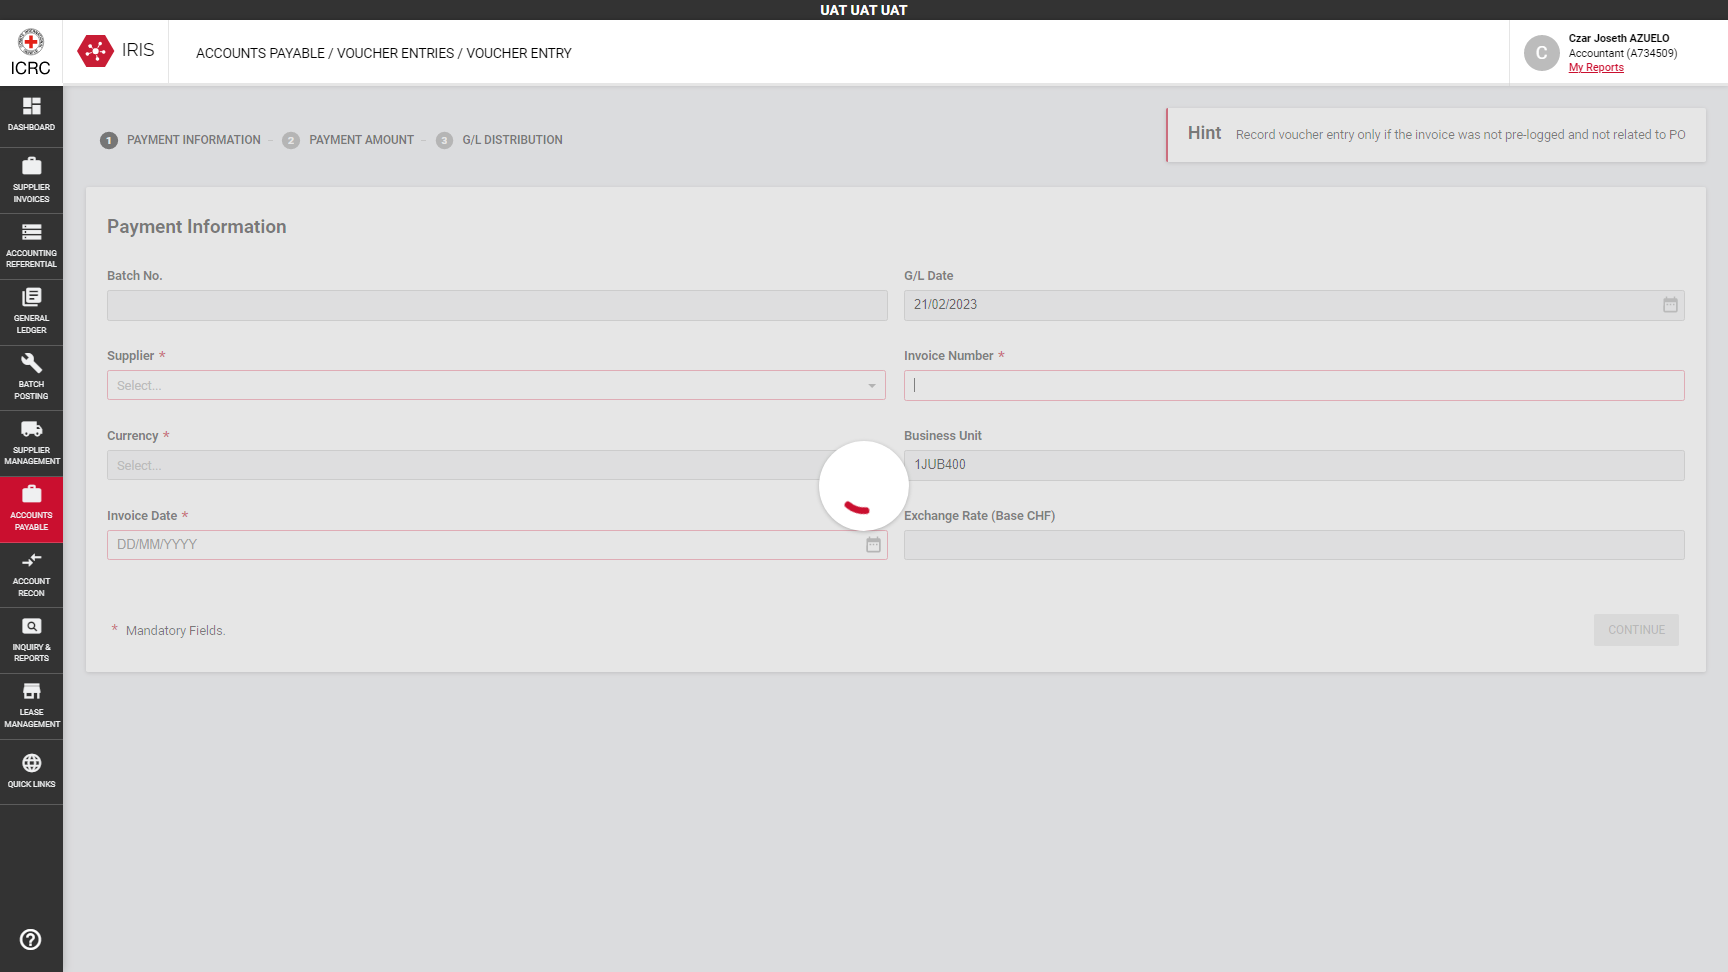 UAT UAT UAT
ICRC
IRIS
ACCOUNTS PAYABLE / VOUCHER ENTRIES / VOUCHER ENTRY
C
Czar Joseth AZUELO
Accountant (A734509)
My Reports
DASHBOARD
SUPPLIER
INVOICES
ACCOUNTING
REFERENTIAL
GENERAL
LEDGER
BATCH
POSTING
SUPPLIER
MANAGEMENT
ACCOUNTS
PAYABLE
ACCOUNT
RECON
INQUIRY &
REPORTS
LEASE
MANAGEMENT
QUICK LINKS
1 PAYMENT INFORMATION - 2 PAYMENT AMOUNT - 3 G/L DISTRIBUTION
Hint Record voucher entry only if the invoice was not pre-logged and not related to PO
Payment Information
Batch No.
G/L Date
21/02/2023
Supplier *
Select...
Invoice Number *
Currency *
Select...
Business Unit
1JUB400
Invoice Date *
DD/MM/YYYY
Exchange Rate (Base CHF)
* Mandatory Fields.
CONTINUE